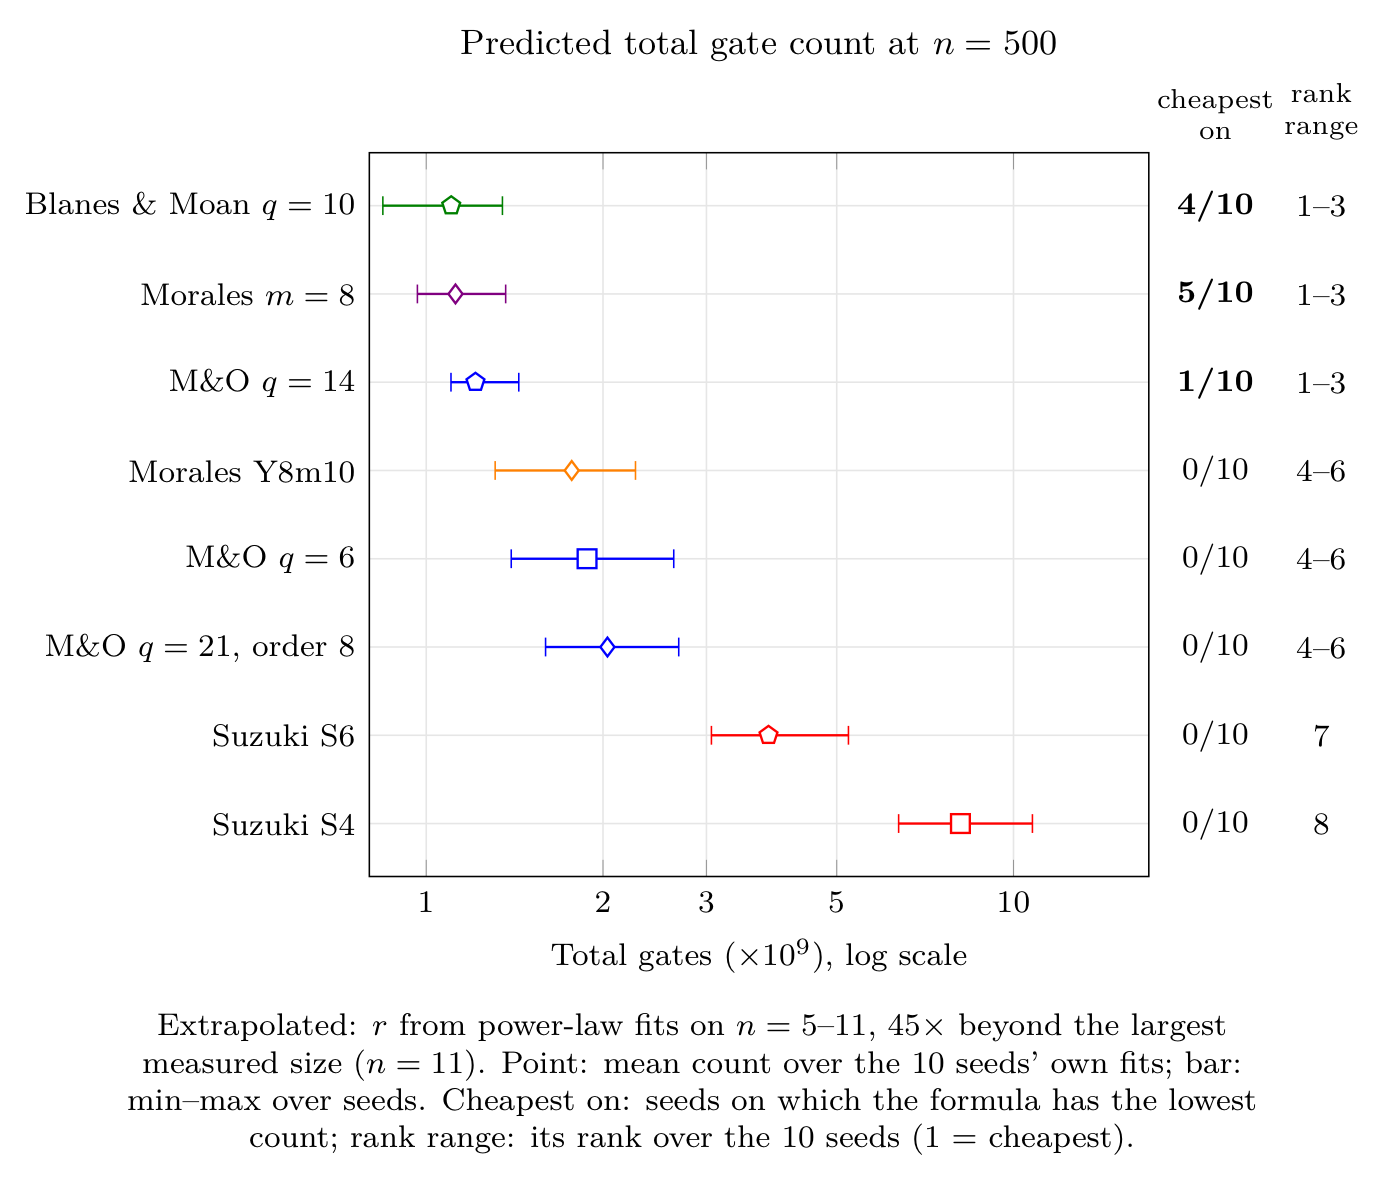 Predicted total gate count at n = 500
cheapest on
rank range
Blanes & Moan q = 10 4/10 1–3
Morales m = 8 5/10 1–3
M&O q = 14 1/10 1–3
Morales Y8m10 0/10 4–6
M&O q = 6 0/10 4–6
M&O q = 21, order 8 0/10 4–6
Suzuki S6 0/10 7
Suzuki S4 0/10 8
1 2 3 5 10
Total gates (×10⁹), log scale
Extrapolated: r from power-law fits on n = 5–11, 45× beyond the largest
measured size (n = 11). Point: mean count over the 10 seeds’ own fits; bar:
min–max over seeds. Cheapest on: seeds on which the formula has the lowest
count; rank range: its rank over the 10 seeds (1 = cheapest).